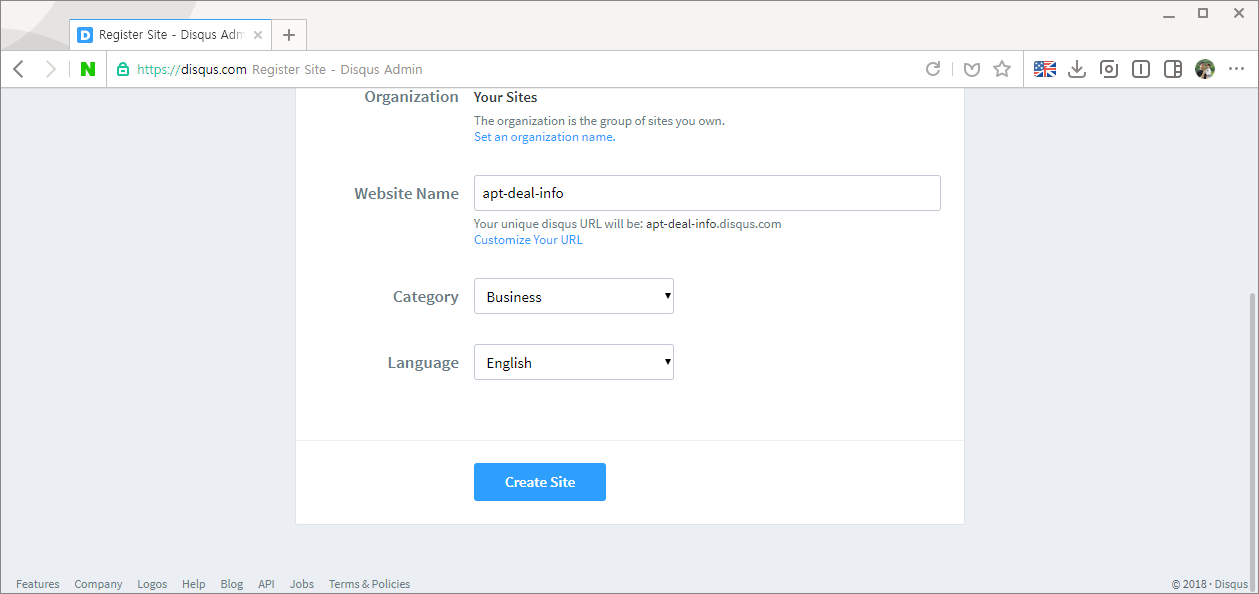 Register Site - Disqus Adm
https://disqus.com Register Site - Disqus Admin
Organization Your Sites
The organization is the group of sites you own.
Set an organization name.
Website Name apt-deal-info
Your unique disqus URL will be: apt-deal-info.disqus.com
Customize Your URL
Category Business
Language English
Create Site
Features Company Logos Help Blog API Jobs Terms & Policies © 2018 · Disqus